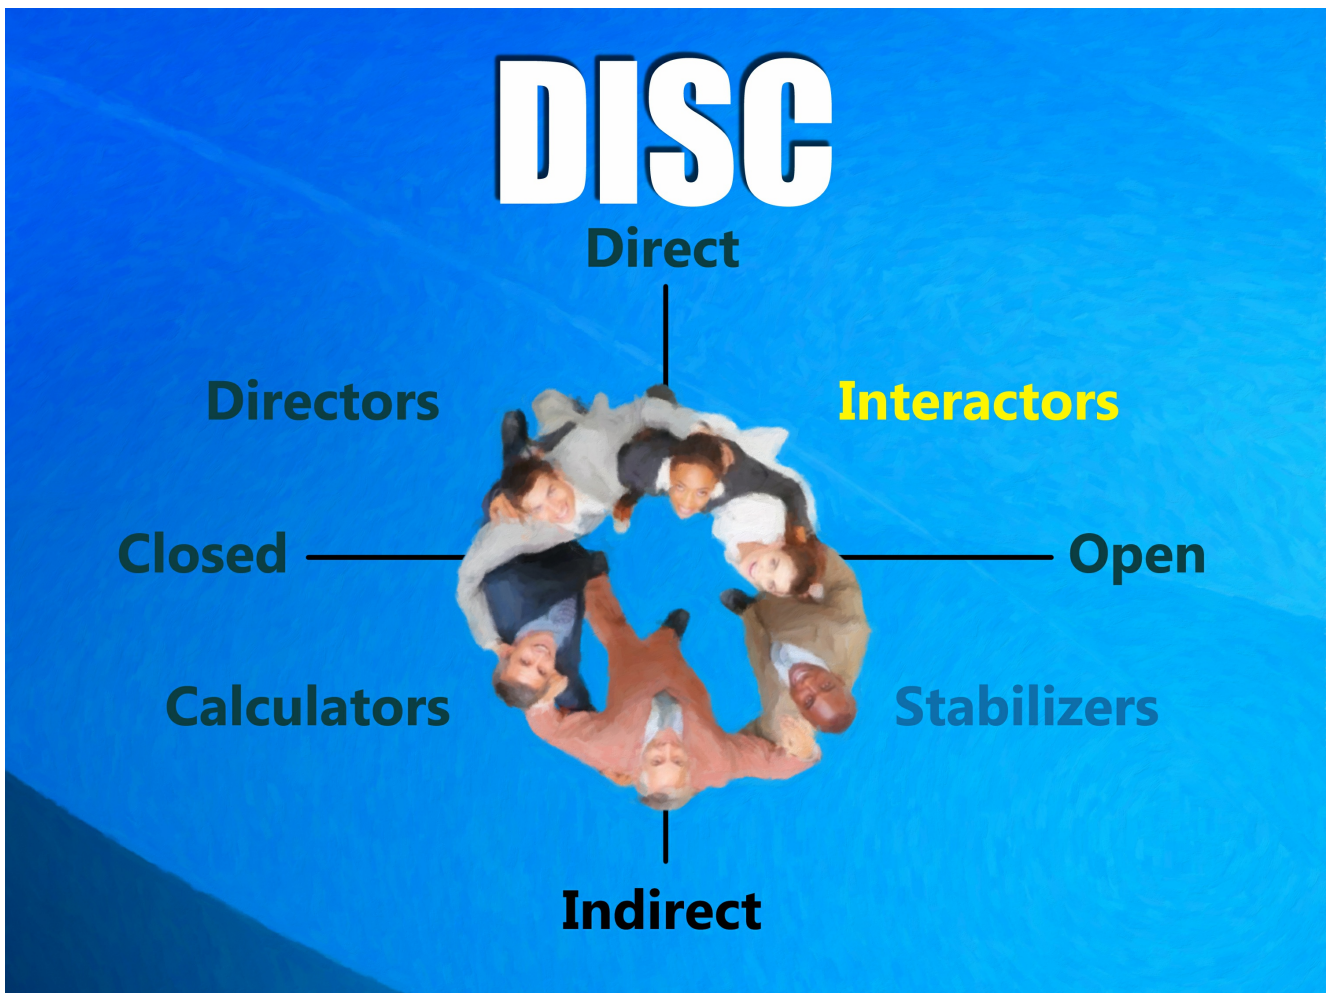 DISC
Direct
Directors
Interactors
Closed
Open
Calculators
Stabilizers
Indirect